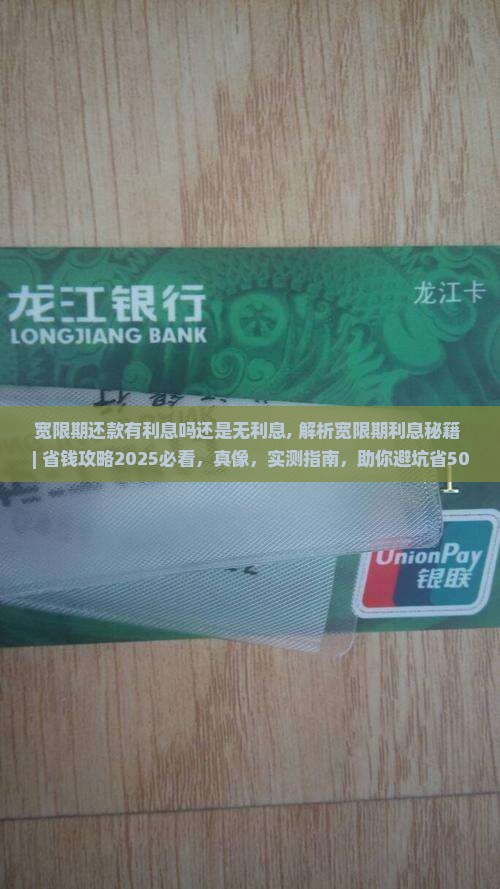 龙江银行
龙江卡
LONGJIANG BANK
宽限期还款有利息吗还是无利息, 解析宽限期利息秘籍
| 省钱攻略2025必看，真像，实测指南，助你避坑省50
UnionPay
银联